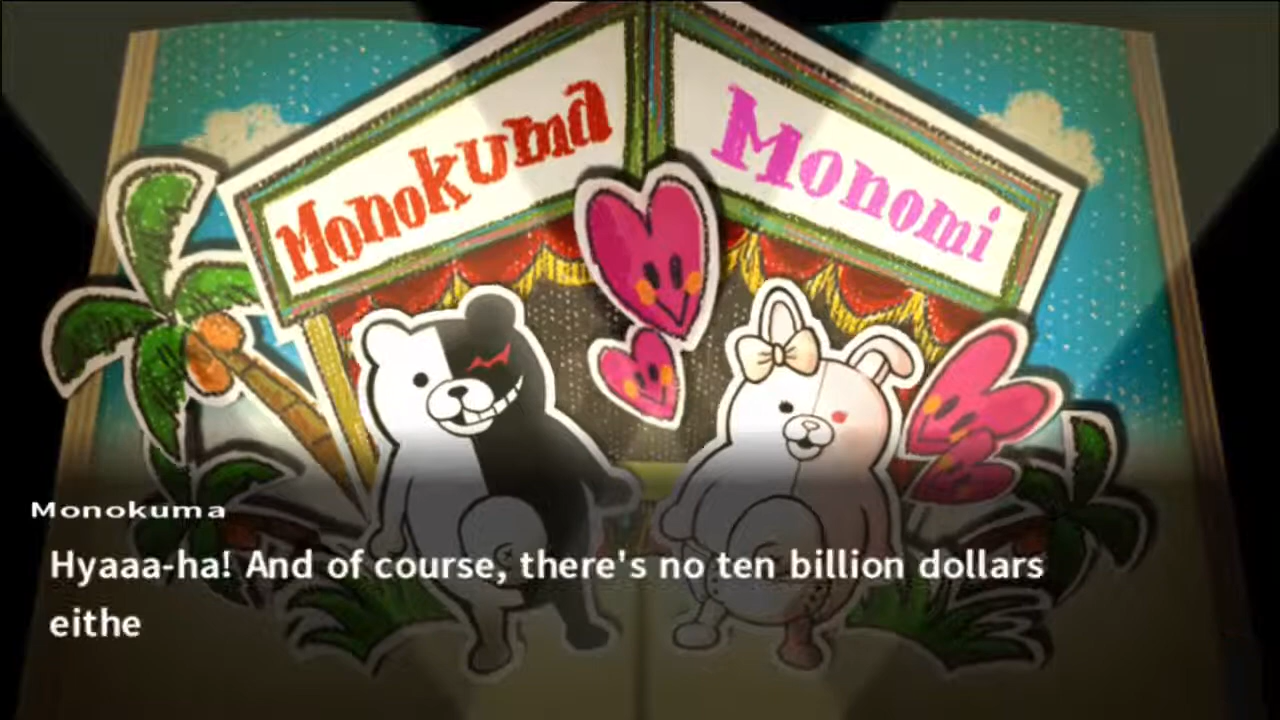 Monokuma
Monomi
Monokuma
Hyaaa-ha! And of course, there's no ten billion dollars
eithe